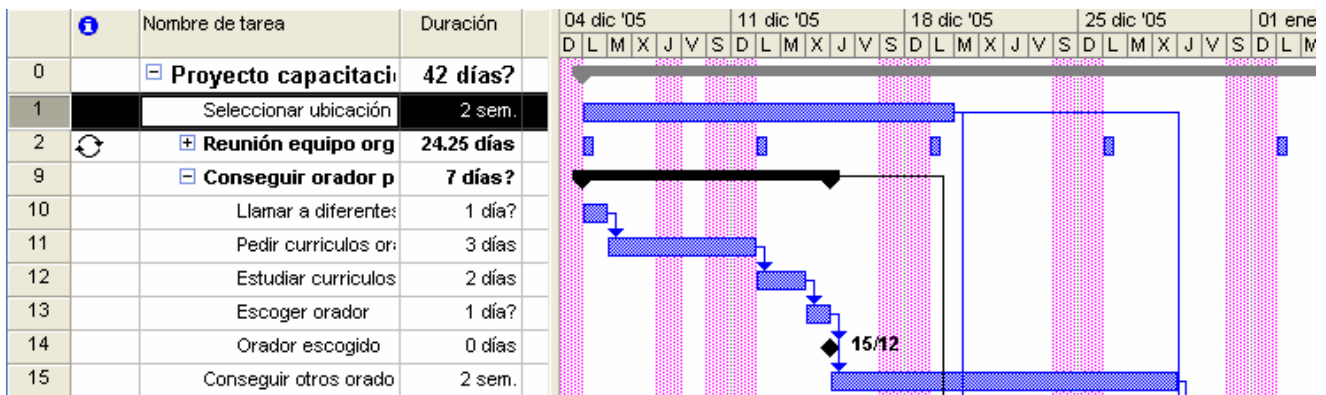 Nombre de tarea Duración 04 dic '05 11 dic '05 18 dic '05 25 dic '05 01 ene
D L M X J V S D L M X J V S D L M X J V S D L M X J V S D L M
0 Proyecto capacitaci 42 días?
1 Seleccionar ubicación 2 sem.
2 Reunión equipo org 24.25 días
9 Conseguir orador p 7 días?
10 Llamar a diferentes 1 día?
11 Pedir curriculos or 3 días
12 Estudiar curriculos 2 días
13 Escoger orador 1 día?
14 Orador escogido 0 días 15/12
15 Conseguir otros orado 2 sem.